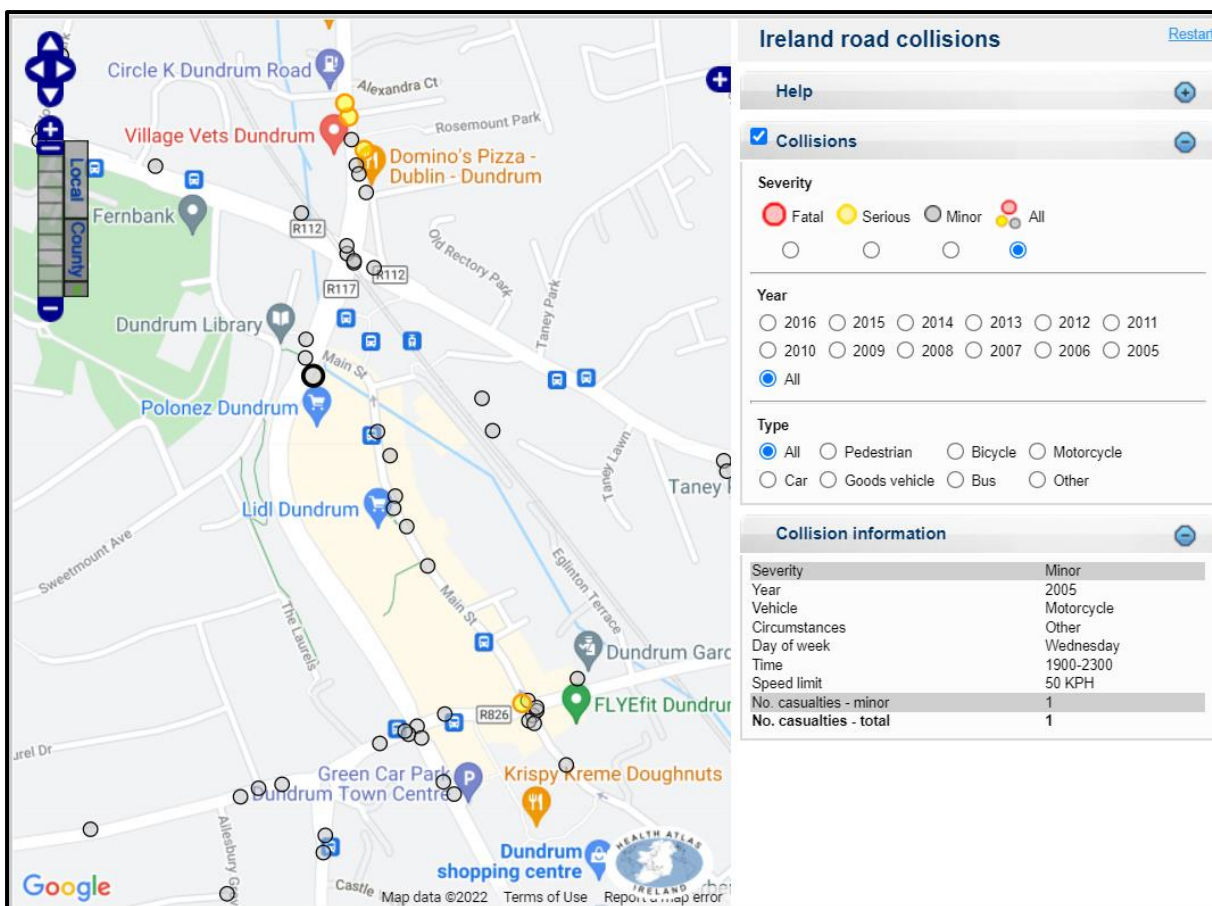 Circle K Dundrum Road
Alexandra Ct
Village Vets Dundrum
Rosemount Park
Domino's Pizza -
Dublin - Dundrum
Local
County
Fernbank
R112
Old Rectory Park
R112
R117
Taney Park
Dundrum Library
Main St
Polonez Dundrum
Taney Lawn
Taney
Lidl Dundrum
Sweetmount Ave
Eglinton Terrace
The Laurels
Main St
Dundrum Gard
R826
FLYEfit Dundrum
urel Dr
Green Car Park
Dundrum Town Centre
P
Krispy Kreme Doughnuts
Ailesbury Grov
HEALTH ATLAS
IRELAND
Dundrum
shopping centre
Castle
Google
Map data ©2022 Terms of Use Report a map error
Ireland road collisions
Restart
Help
Collisions
Severity
Fatal Serious Minor All
Year
2016 2015 2014 2013 2012 2011
2010 2009 2008 2007 2006 2005
All
Type
All Pedestrian Bicycle Motorcycle
Car Goods vehicle Bus Other
Collision information
Severity Minor
Year 2005
Vehicle Motorcycle
Circumstances Other
Day of week Wednesday
Time 1900-2300
Speed limit 50 KPH
No. casualties - minor 1
No. casualties - total 1